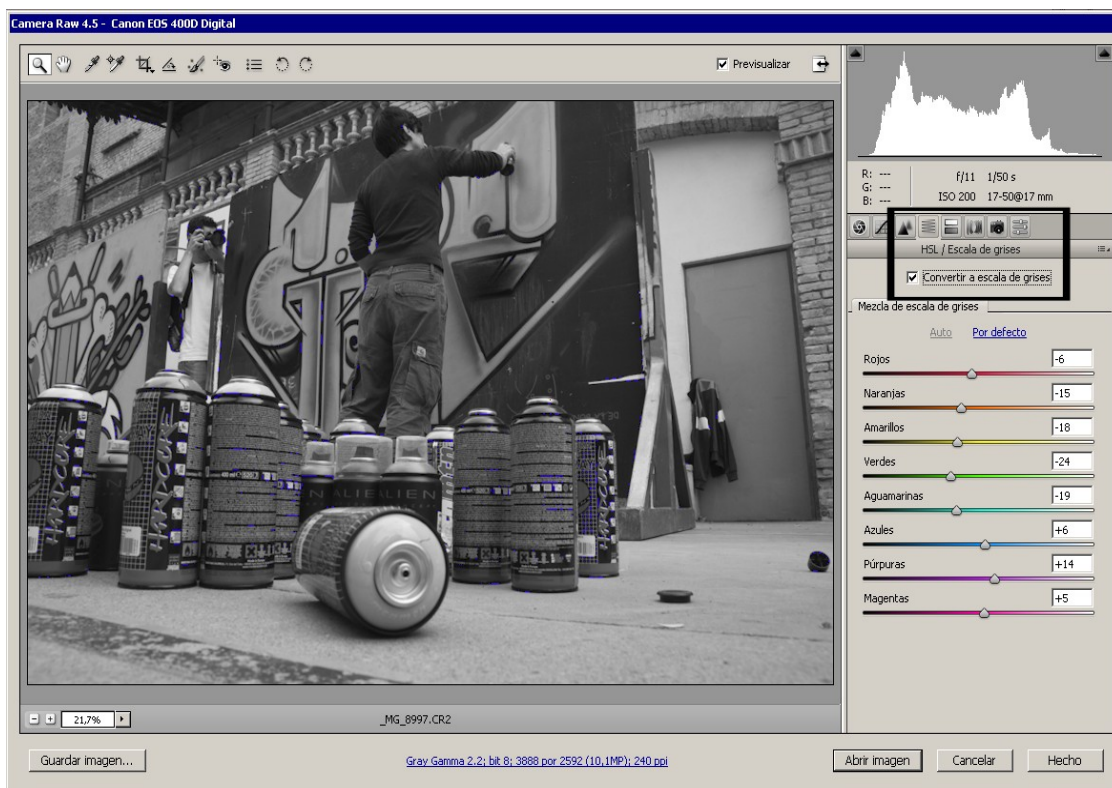 Camera Raw 4.5 - Canon EOS 400D Digital
Previsualizar
R: ---
G: ---
B: ---
f/11 1/50 s
ISO 200 17-50@17 mm
HSL / Escala de grises
Convertir a escala de grises
Mezcla de escala de grises
Auto Por defecto
Rojos -6
Naranjas -15
Amarillos -18
Verdes -24
Aguamarinas -19
Azules +6
Púrpuras +14
Magentas +5
HARDCORE
HARDCORE
ALIEN
21,7%
_MG_8997.CR2
Guardar imagen...
Gray Gamma 2.2; bit 8; 3888 por 2592 (10,1MP); 240 ppi
Abrir imagen
Cancelar
Hecho